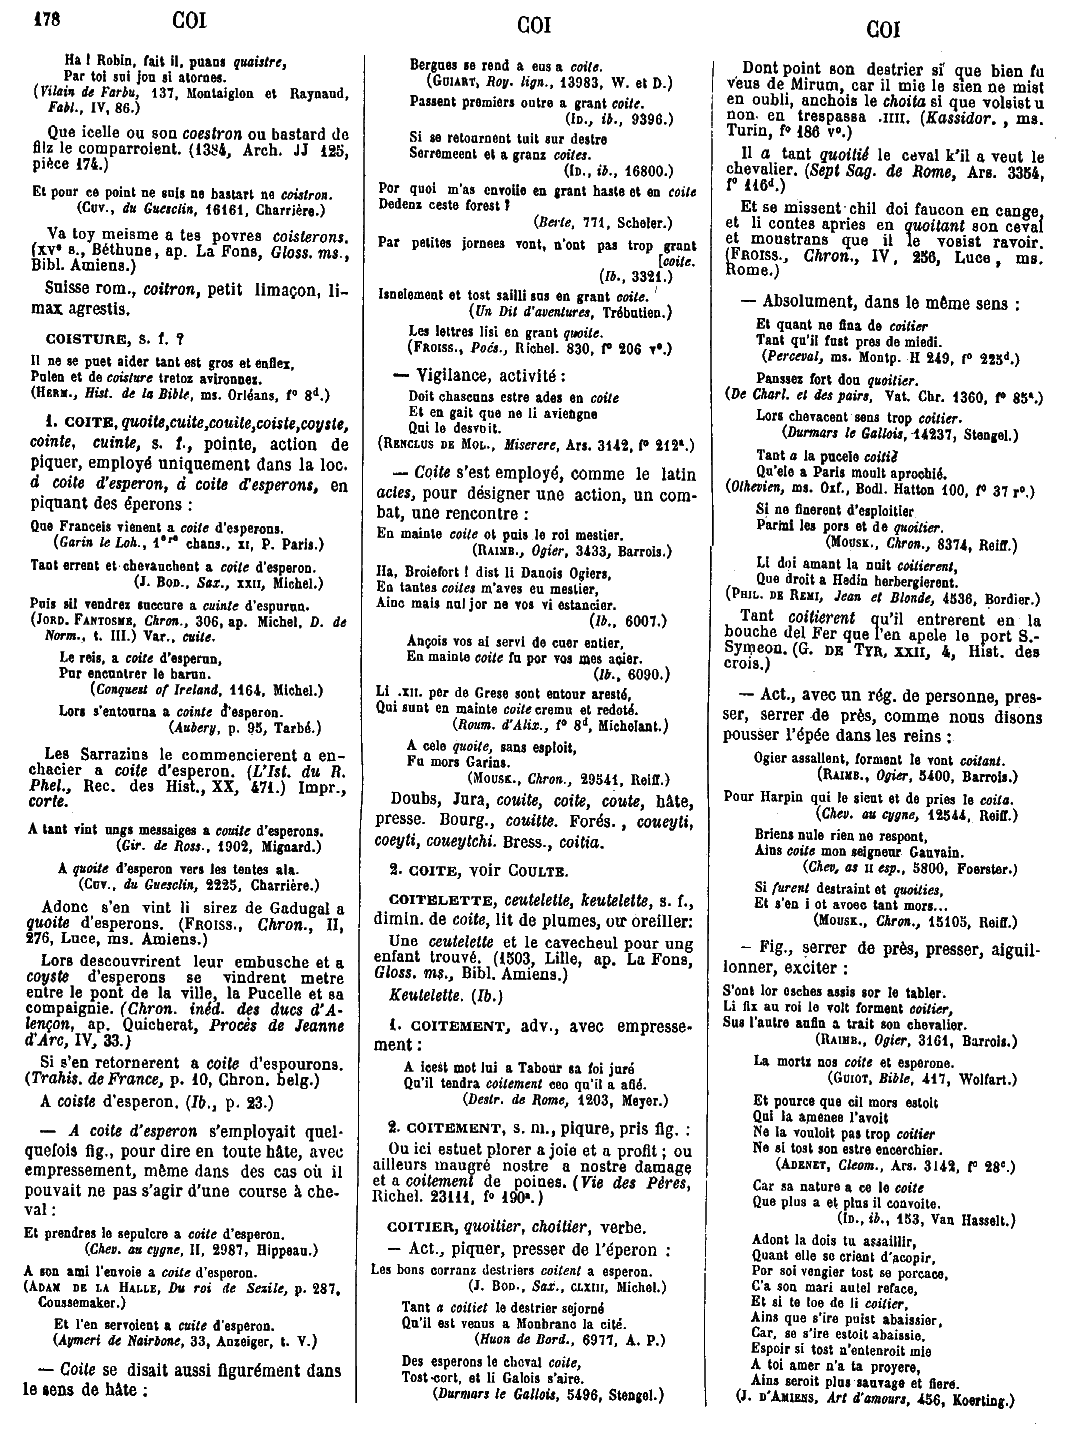 178 COI COI COI
Ha ! Robin, fait il, puans quaistre,
Par toi sui jou si atornes.
(Vilain de Farbu, 137, Montaiglon et Raynaud,
Fabl., IV, 86.)
Que icelle ou son coestron ou bastard de
filz le comparroient. (1384, Arch. JJ 125,
pièce 174.)
Et pour ce point ne suis ne bastart ne coistron.
(Cuv., du Guesclin, 16161, Charrière.)
Va toy meisme a tes povres coisterons.
(xvᵉ s., Béthune, ap. La Fons, Gloss. ms.,
Bibl. Amiens.)
Suisse rom., coitron, petit limaçon, li-
max agrestis.
COISTURE, s. f. ?
Il ne se puet aider tant est gros et enflez,
Pulen et de coisture tretoz avironnez.
(Herm., Hist. de la Bible, ms. Orléans, fº 8ᵈ.)
1. COITE, quoite, cuite, couite, coiste, coyste,
cointe, cuinte, s. f., pointe, action de
piquer, employé uniquement dans la loc.
à coite d'esperon, à coite d'esperons, en
piquant des éperons :
Que Franceis vienent a coite d'esperons.
(Garin le Loh., 1ᵉʳᵉ chans., xi, P. Paris.)
Tant errent et chevauchent a coite d'esperon.
(J. Bod., Sax., xxii, Michel.)
Puis sil vendrez succure a cuinte d'espurun.
(Jord. Fantosme, Chron., 306, ap. Michel, D. de
Norm., t. III.) Var., cuite.
Le reis, a coite d'esperun,
Pur encuntrer le barun.
(Conquest of Ireland, 1164, Michel.)
Lors s'entourna a cointe d'esperon.
(Aubery, p. 95, Tarbé.)
Les Sarrazins le commencierent a en-
chacier a coite d'esperon. (L'Ist. du R.
Phel., Rec. des Hist., XX, 471.) Impr.,
corte.
A tant vint ungs messaiges a couite d'esperons.
(Gir. de Ross., 1902, Mignard.)
A quoite d'esperon vers les tentes ala.
(Cuv., du Guesclin, 2225, Charrière.)
Adonc s'en vint li sirez de Gadugal a
quoite d'esperons. (Froiss., Chron., II,
276, Luce, ms. Amiens.)
Lors descouvrirent leur embusche et a
coyste d'esperons se vindrent metre
entre le pont de la ville, la Pucelle et sa
compaignie. (Chron. inéd. des ducs d'A-
lençon, ap. Quicherat, Procès de Jeanne
d'Arc, IV, 33.)
Si s'en retornerent a coite d'espourons.
(Trahis. de France, p. 10, Chron. belg.)
A coiste d'esperon. (Ib., p. 23.)
— A coite d'esperon s'employait quel-
quefois fig., pour dire en toute hâte, avec
empressement, même dans des cas où il
pouvait ne pas s'agir d'une course à che-
val :
Et prendres le sepulcre a coite d'esperon.
(Chev. au cygne, II, 2987, Hippeau.)
A son ami l'envoie a coite d'esperon.
(Adam de la Halle, Du roi de Sezile, p. 287,
Coussemaker.)
Et l'en servoient a cuite d'esperon.
(Aymeri de Nairbone, 33, Anzeiger, t. V.)
— Coite se disait aussi figurément dans
le sens de hâte :
Bergues se rend a eus a coite.
(Guiart, Roy. lign., 13983, W. et D.)
Passent premiers outre a grant coite.
(Id., ib., 9396.)
Si se retournent tuit sur destre
Serreement et a granz coites.
(Id., ib., 16800.)
Por quoi m'as envoiie en grant haste et en coite
Dedenz ceste forest ?
(Berte, 771, Scheler.)
Par petites jornees vont, n'ont pas trop grant
[coite.
(Ib., 3321.)
Isnelement et tost sailli sus en grant coite.
(Un Dit d'aventures, Trébutien.)
Les lettres lisi en grant quoite.
(Froiss., Poés., Richel. 830, fº 206 vº.)
— Vigilance, activité :
Doit chascuns estre ades en coite
Et en gait que ne li aviengne
Qui le desvoit.
(Renclus de Mol., Miserere, Ars. 3142, fº 212ᵃ.)
— Coite s'est employé, comme le latin
acies, pour désigner une action, un com-
bat, une rencontre :
En mainte coite ot puis le roi mestier.
(Raimb., Ogier, 3433, Barrois.)
Ha, Broiefort ! dist li Danois Ogiers,
En tantes coites m'aves eu mestier,
Ainc mais nul jor ne vos vi estancier.
(Ib., 6007.)
Ançois vos ai servi de cuer entier,
En mainte coite fu por vos mes acier.
(Ib., 6090.)
Li .xii. per de Grese sont entour aresté,
Qui sunt en mainte coite cremu et redoté.
(Roum. d'Alix., fº 8ᵈ, Michelant.)
A cele quoite, sans esploit,
Fu mors Garins.
(Mousk., Chron., 29541, Reiff.)
Doubs, Jura, couite, coite, coute, hâte,
presse. Bourg., couitte. Forés., coueyti,
coeyti, coueytchi. Bress., coitia.
2. COITE, voir Coulte.
COITELETTE, ceutelette, keutelette, s. f.,
dimin. de coite, lit de plumes, ou oreiller:
Une ceutelette et le cavecheul pour ung
enfant trouvé. (1503, Lille, ap. La Fons,
Gloss. ms., Bibl. Amiens.)
Keutelette. (Ib.)
1. COITEMENT, adv., avec empresse-
ment :
A icest mot lui a Tabour sa foi juré
Qu'il tendra coitement ceo qu'il a afié.
(Destr. de Rome, 1203, Meyer.)
2. COITEMENT, s. m., piqure, pris fig. :
Ou ici estuet plorer a joie et a profit ; ou
ailleurs maugré nostre a nostre damage
et a coitement de poines. (Vie des Pères,
Richel. 23111, fº 190ᵃ.)
COITIER, quoitier, choitier, verbe.
— Act., piquer, presser de l'éperon :
Les bons corranz destriers coitent a esperon.
(J. Bod., Sax., clxiii, Michel.)
Tant a coitiet le destrier sejorné
Qu'il est venus a Monbranc la cité.
(Huon de Bord., 6977, A. P.)
Des esperons le cheval coite,
Tost cort, et li Galois s'aire.
(Durmars le Gallois, 5496, Stengel.)
Dont point son destrier si que bien fu
veus de Mirum, car il mie le sien ne mist
en oubli, anchois le choita si que volsist u
non en trespassa .iiii. (Kassidor., ms.
Turin, fº 186 vº.)
Il a tant quoitié le ceval k'il a veut le
chevalier. (Sept Sag. de Rome, Ars. 3354,
fº 116ᵈ.)
Et se missent chil doi faucon en cange,
et li contes apries en quoitant son ceval
et monstrans que il le vosist ravoir.
(Froiss., Chron., IV, 256, Luce, ms.
Rome.)
— Absolument, dans le même sens :
Et quant ne fina de coitier
Tant qu'il fust pres de miedi.
(Perceval, ms. Montp. H 249, fº 225ᵈ.)
Panssez fort don quoitier.
(De Charl. et des pairs, Vat. Chr. 1360, fº 85ᵃ.)
Lors chevacent sens trop coitier.
(Durmars le Gallois, 14237, Stengel.)
Tant a la pucele coitiè
Qu'ele a Paris moult aprochié.
(Othevien, ms. Oxf., Bodl. Hatton 100, fº 37 rº.)
Si ne finerent d'esploitier
Parmi les pors et de quoitier.
(Mousk., Chron., 8374, Reiff.)
Li doi amant la nuit coitierent,
Que droit a Hedin herbergierent.
(Phil. de Remi, Jean et Blonde, 4536, Bordier.)
Tant coitierent qu'il entrerent en la
bouche del Fer que l'en apele le port S.-
Symeon. (G. de Tyr, xxii, 4, Hist. des
crois.)
— Act., avec un rég. de personne, pres-
ser, serrer de près, comme nous disons
pousser l'épée dans les reins :
Ogier assallent, forment le vont coitant.
(Raimb., Ogier, 5400, Barrois.)
Pour Harpin qui le sient et de pries le coita.
(Chev. au cygne, 12544, Reiff.)
Briens nule rien ne respont,
Ains coite mon seigneur Gauvain.
(Chev. as ii esp., 5800, Foerster.)
Si furent destraint et quoities,
Et s'en i ot avoec tant mors...
(Mousk., Chron., 15105, Reiff.)
— Fig., serrer de près, presser, aiguil-
lonner, exciter :
S'ont lor esches assis sor le tabler.
Li fix au roi le volt forment coitier,
Sus l'autre aufin a trait son chevalier.
(Raimb., Ogier, 3161, Barrois.)
La morts nos coite et esperone.
(Guiot, Bible, 417, Wolfart.)
Et pource que cil mors estoit
Qui la amenee l'avoit
Ne la vouloit pas trop coitier
Ne si tost son estre encerchier.
(Adenet, Cleom., Ars. 3142, fº 28ᶜ.)
Car sa nature a ce le coite
Que plus a et plus il convoite.
(Id., ib., 153, Van Hasselt.)
Adont la dois tu assaillir,
Quant elle se crient d'acopir,
Por soi vengier tost se porcace,
C'a son mari autel reface,
Et si te loe de li coitier,
Ains que s'ire puist abaissier,
Car, se s'ire estoit abaissie,
Espoir si tost n'entenroit mie
A toi amer n'a ta proyere,
Ains seroit plus sauvage et fiere.
(J. d'Amiens, Art d'amours, 456, Koerting.)